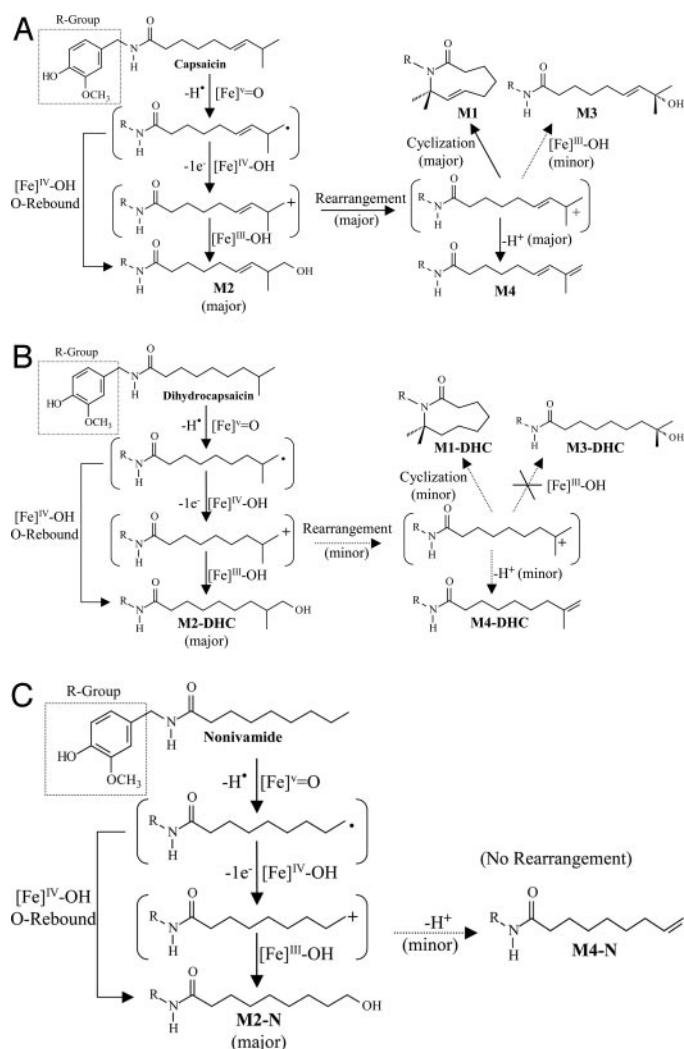 A
R-Group
HO
OCH₃
N
H
O
Capsaicin
-H• [Fe]ᵛ=O
R
N
H
O
•
[Fe]ᴵⱽ-OH
O-Rebound
-1e⁻ [Fe]ᴵⱽ-OH
R
N
H
O
+
[Fe]ᴵᴵᴵ-OH
R
N
H
O
OH
M2
(major)
Rearrangement
(major)
O
R
N
M1
R
N
H
O
OH
M3
Cyclization
(major)
[Fe]ᴵᴵᴵ-OH
(minor)
R
N
H
O
+
-H⁺ (major)
R
N
H
O
M4
B
R-Group
HO
OCH₃
N
H
O
Dihydrocapsaicin
-H• [Fe]ᵛ=O
R
N
H
O
•
[Fe]ᴵⱽ-OH
O-Rebound
-1e⁻ [Fe]ᴵⱽ-OH
R
N
H
O
+
[Fe]ᴵᴵᴵ-OH
R
N
H
O
OH
M2-DHC
(major)
Rearrangement
(minor)
O
R
N
M1-DHC
R
N
H
O
OH
M3-DHC
Cyclization
(minor)
[Fe]ᴵᴵᴵ-OH
R
N
H
O
+
-H⁺ (minor)
R
N
H
O
M4-DHC
C
R-Group
HO
OCH₃
N
H
O
Nonivamide
-H• [Fe]ᵛ=O
R
N
H
O
•
[Fe]ᴵⱽ-OH
O-Rebound
-1e⁻ [Fe]ᴵⱽ-OH
R
N
H
O
+
[Fe]ᴵᴵᴵ-OH
R
N
H
O
OH
M2-N
(major)
-H⁺
(minor)
(No Rearrangement)
R
N
H
O
M4-N